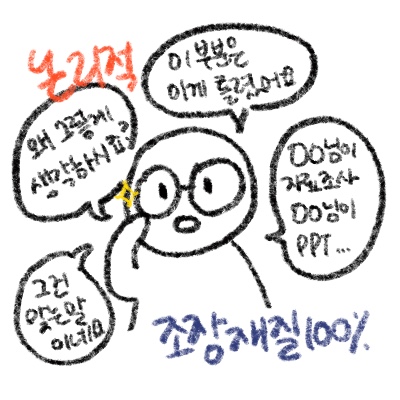 논리적
이 부분은
이게 틀렸어요
왜 그렇게
생각하시죠?
OO님이
자료조사
OO님이
PPT...
그건
맞는말
이네요
조장재질100%